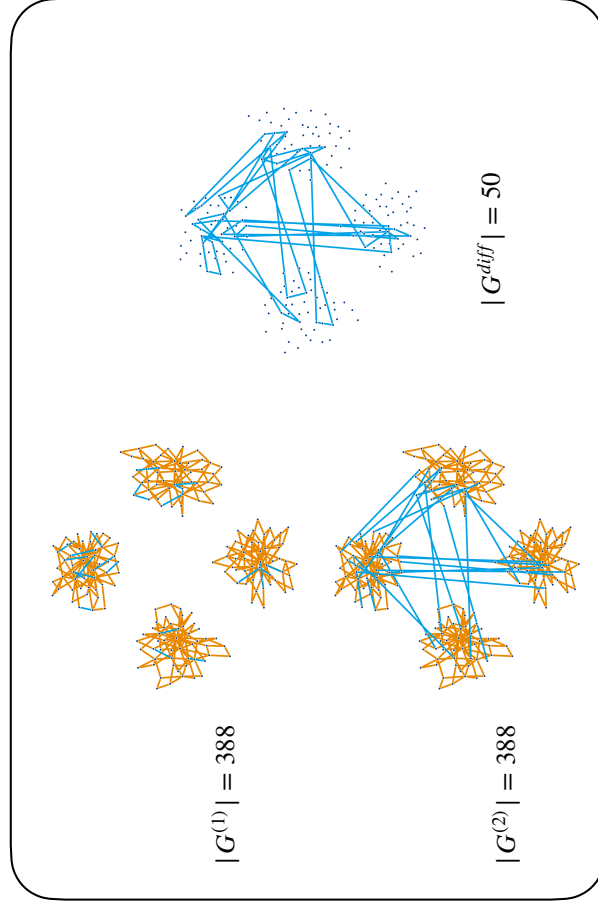 |G^{(1)}| = 388
|G^{(2)}| = 388
|G^{diff}| = 50